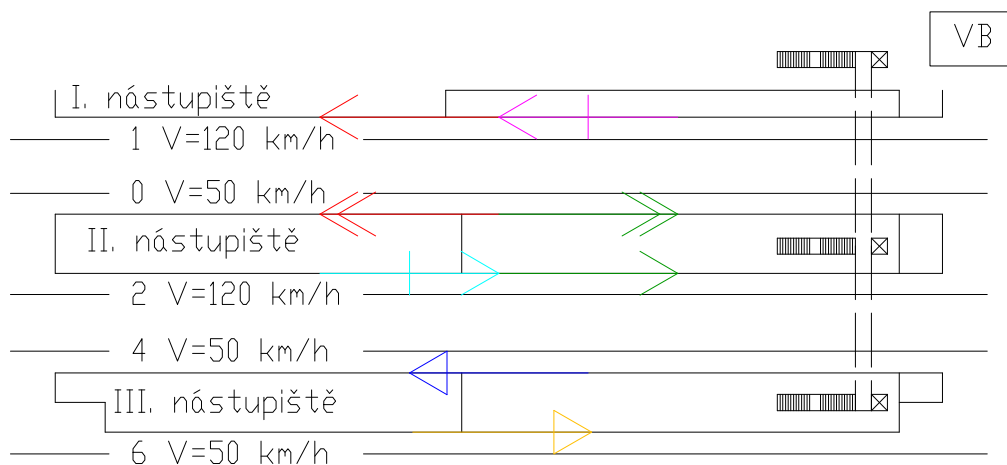 VB
I. nástupiště
1 V=120 km/h
0 V=50 km/h
II. nástupiště
2 V=120 km/h
4 V=50 km/h
III. nástupiště
6 V=50 km/h